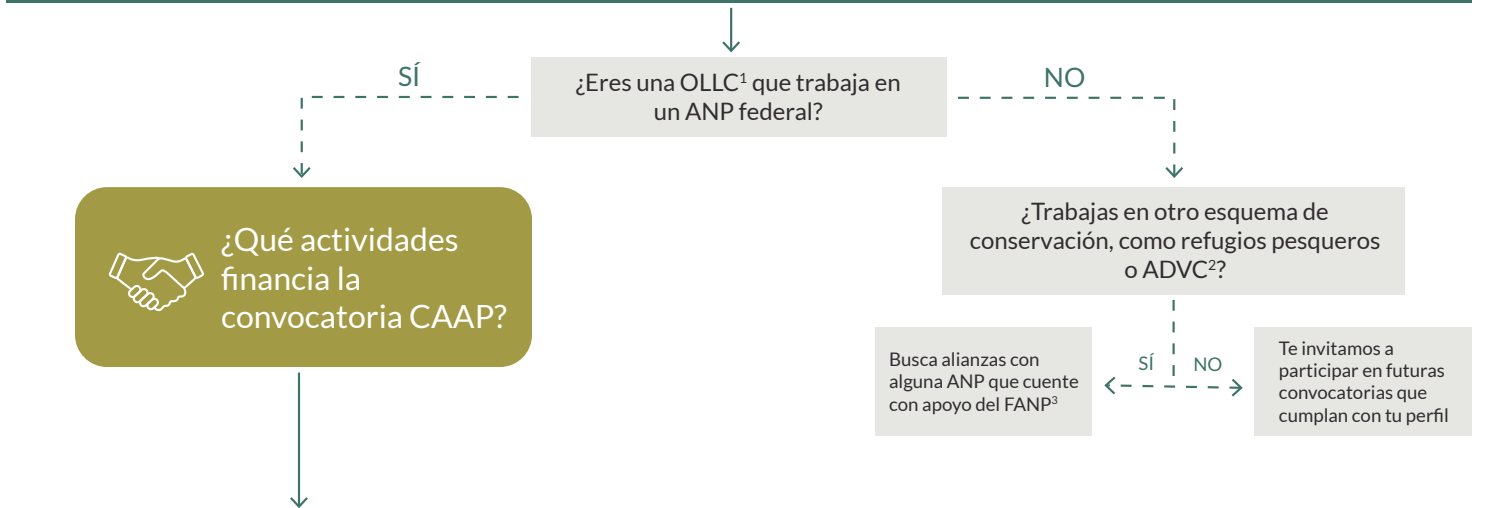 ¿Eres una OLLC¹ que trabaja en
un ANP federal?
SÍ
NO
¿Qué actividades
financia la
convocatoria CAAP?
¿Trabajas en otro esquema de
conservación, como refugios pesqueros
o ADVC²?
SÍ
NO
Busca alianzas con
alguna ANP que cuente
con apoyo del FANP³
Te invitamos a
participar en futuras
convocatorias que
cumplan con tu perfil